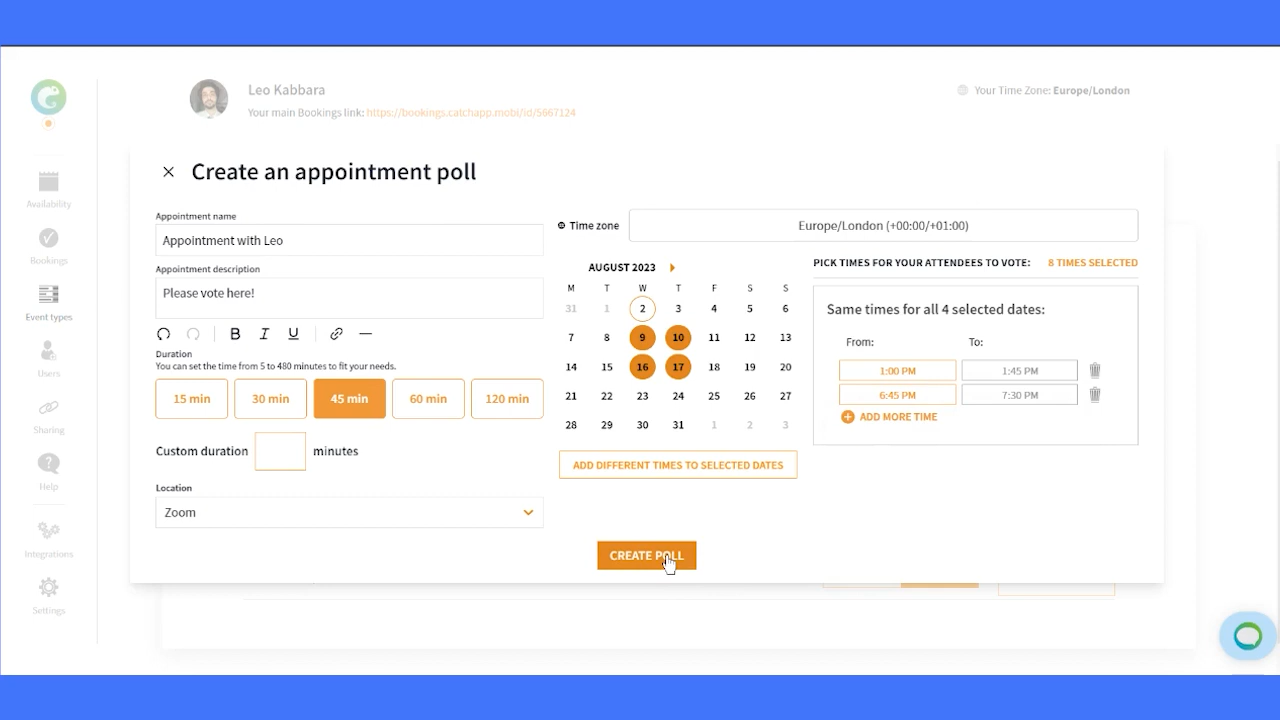 Leo Kabbara
Your main Bookings link: https://bookings.catchapp.mobi/id/5667124
Your Time Zone: Europe/London
Availability
Bookings
Event types
Users
Sharing
Help
Integrations
Settings
Create an appointment poll
Appointment name
Appointment with Leo
Appointment description
Please vote here!
B I U
Duration
You can set the time from 5 to 480 minutes to fit your needs.
15 min 30 min 45 min 60 min 120 min
Custom duration minutes
Location
Zoom
Time zone Europe/London (+00:00/+01:00)
AUGUST 2023
M T W T F S S
31 1 2 3 4 5 6
7 8 9 10 11 12 13
14 15 16 17 18 19 20
21 22 23 24 25 26 27
28 29 30 31 1 2 3
ADD DIFFERENT TIMES TO SELECTED DATES
PICK TIMES FOR YOUR ATTENDEES TO VOTE: 8 TIMES SELECTED
Same times for all 4 selected dates:
From: To:
1:00 PM 1:45 PM
6:45 PM 7:30 PM
ADD MORE TIME
CREATE POLL